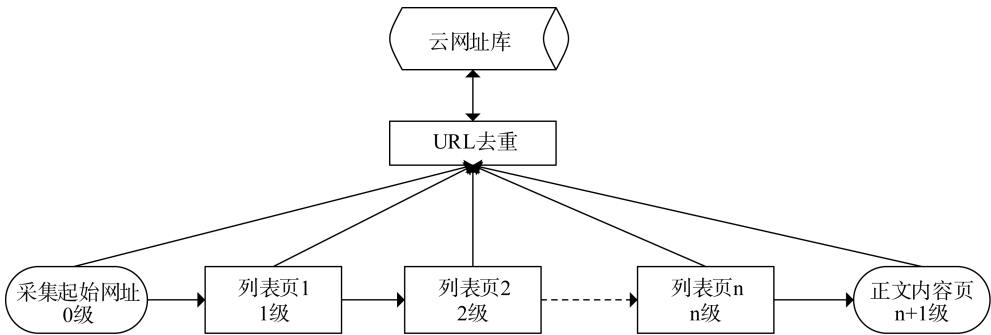 云网址库
URL去重
采集起始网址
0级
列表页1
1级
列表页2
2级
列表页n
n级
正文内容页
n+1级